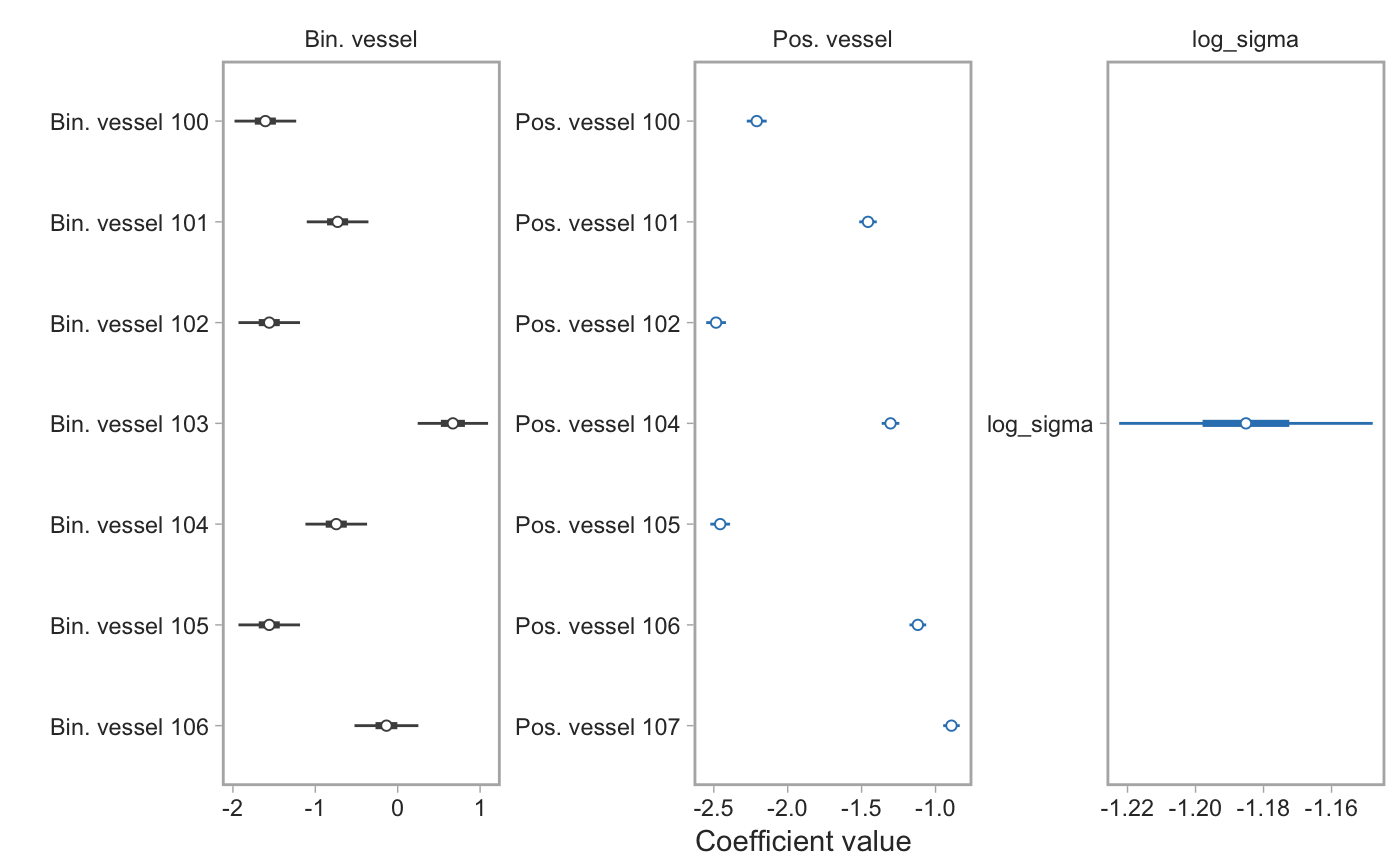 Bin. vessel
Pos. vessel
log_sigma
Bin. vessel 100
Bin. vessel 101
Bin. vessel 102
Bin. vessel 103
Bin. vessel 104
Bin. vessel 105
Bin. vessel 106
-2 -1 0 1
Pos. vessel 100
Pos. vessel 101
Pos. vessel 102
Pos. vessel 104
Pos. vessel 105
Pos. vessel 106
Pos. vessel 107
-2.5 -2.0 -1.5 -1.0
log_sigma
-1.22 -1.20 -1.18 -1.16
Coefficient value